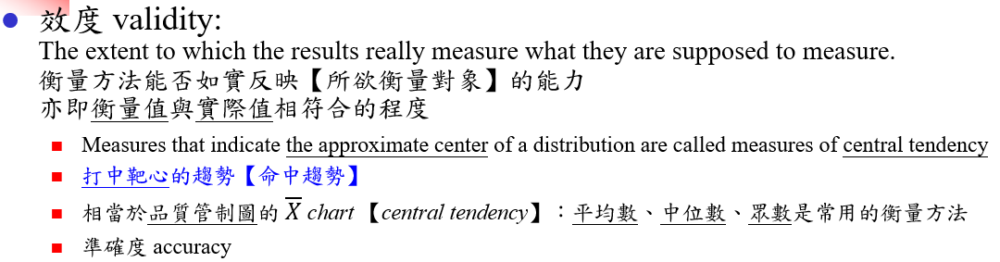 效度 validity:
The extent to which the results really measure what they are supposed to measure.
衡量方法能否如實反映【所欲衡量對象】的能力
亦即衡量值與實際值相符合的程度
Measures that indicate the approximate center of a distribution are called measures of central tendency
打中靶心的趨勢【命中趨勢】
相當於品質管制圖的 X̅ chart 【central tendency】：平均數、中位數、眾數是常用的衡量方法
準確度 accuracy